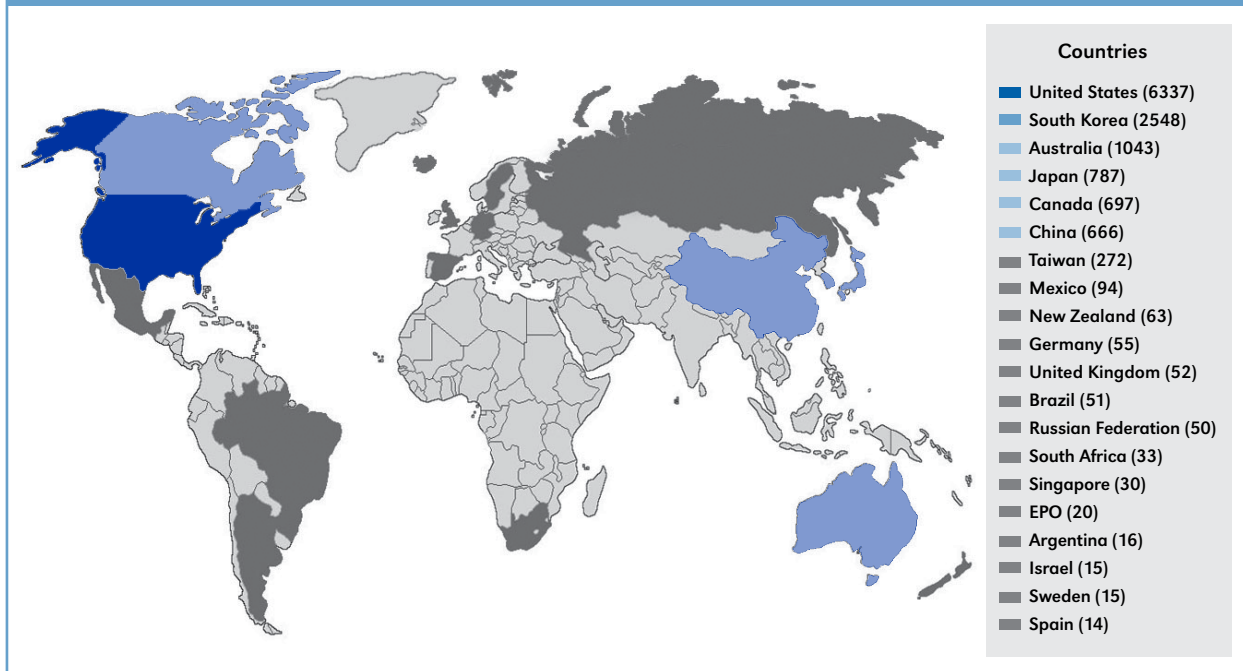 Countries
United States (6337)
South Korea (2548)
Australia (1043)
Japan (787)
Canada (697)
China (666)
Taiwan (272)
Mexico (94)
New Zealand (63)
Germany (55)
United Kingdom (52)
Brazil (51)
Russian Federation (50)
South Africa (33)
Singapore (30)
EPO (20)
Argentina (16)
Israel (15)
Sweden (15)
Spain (14)